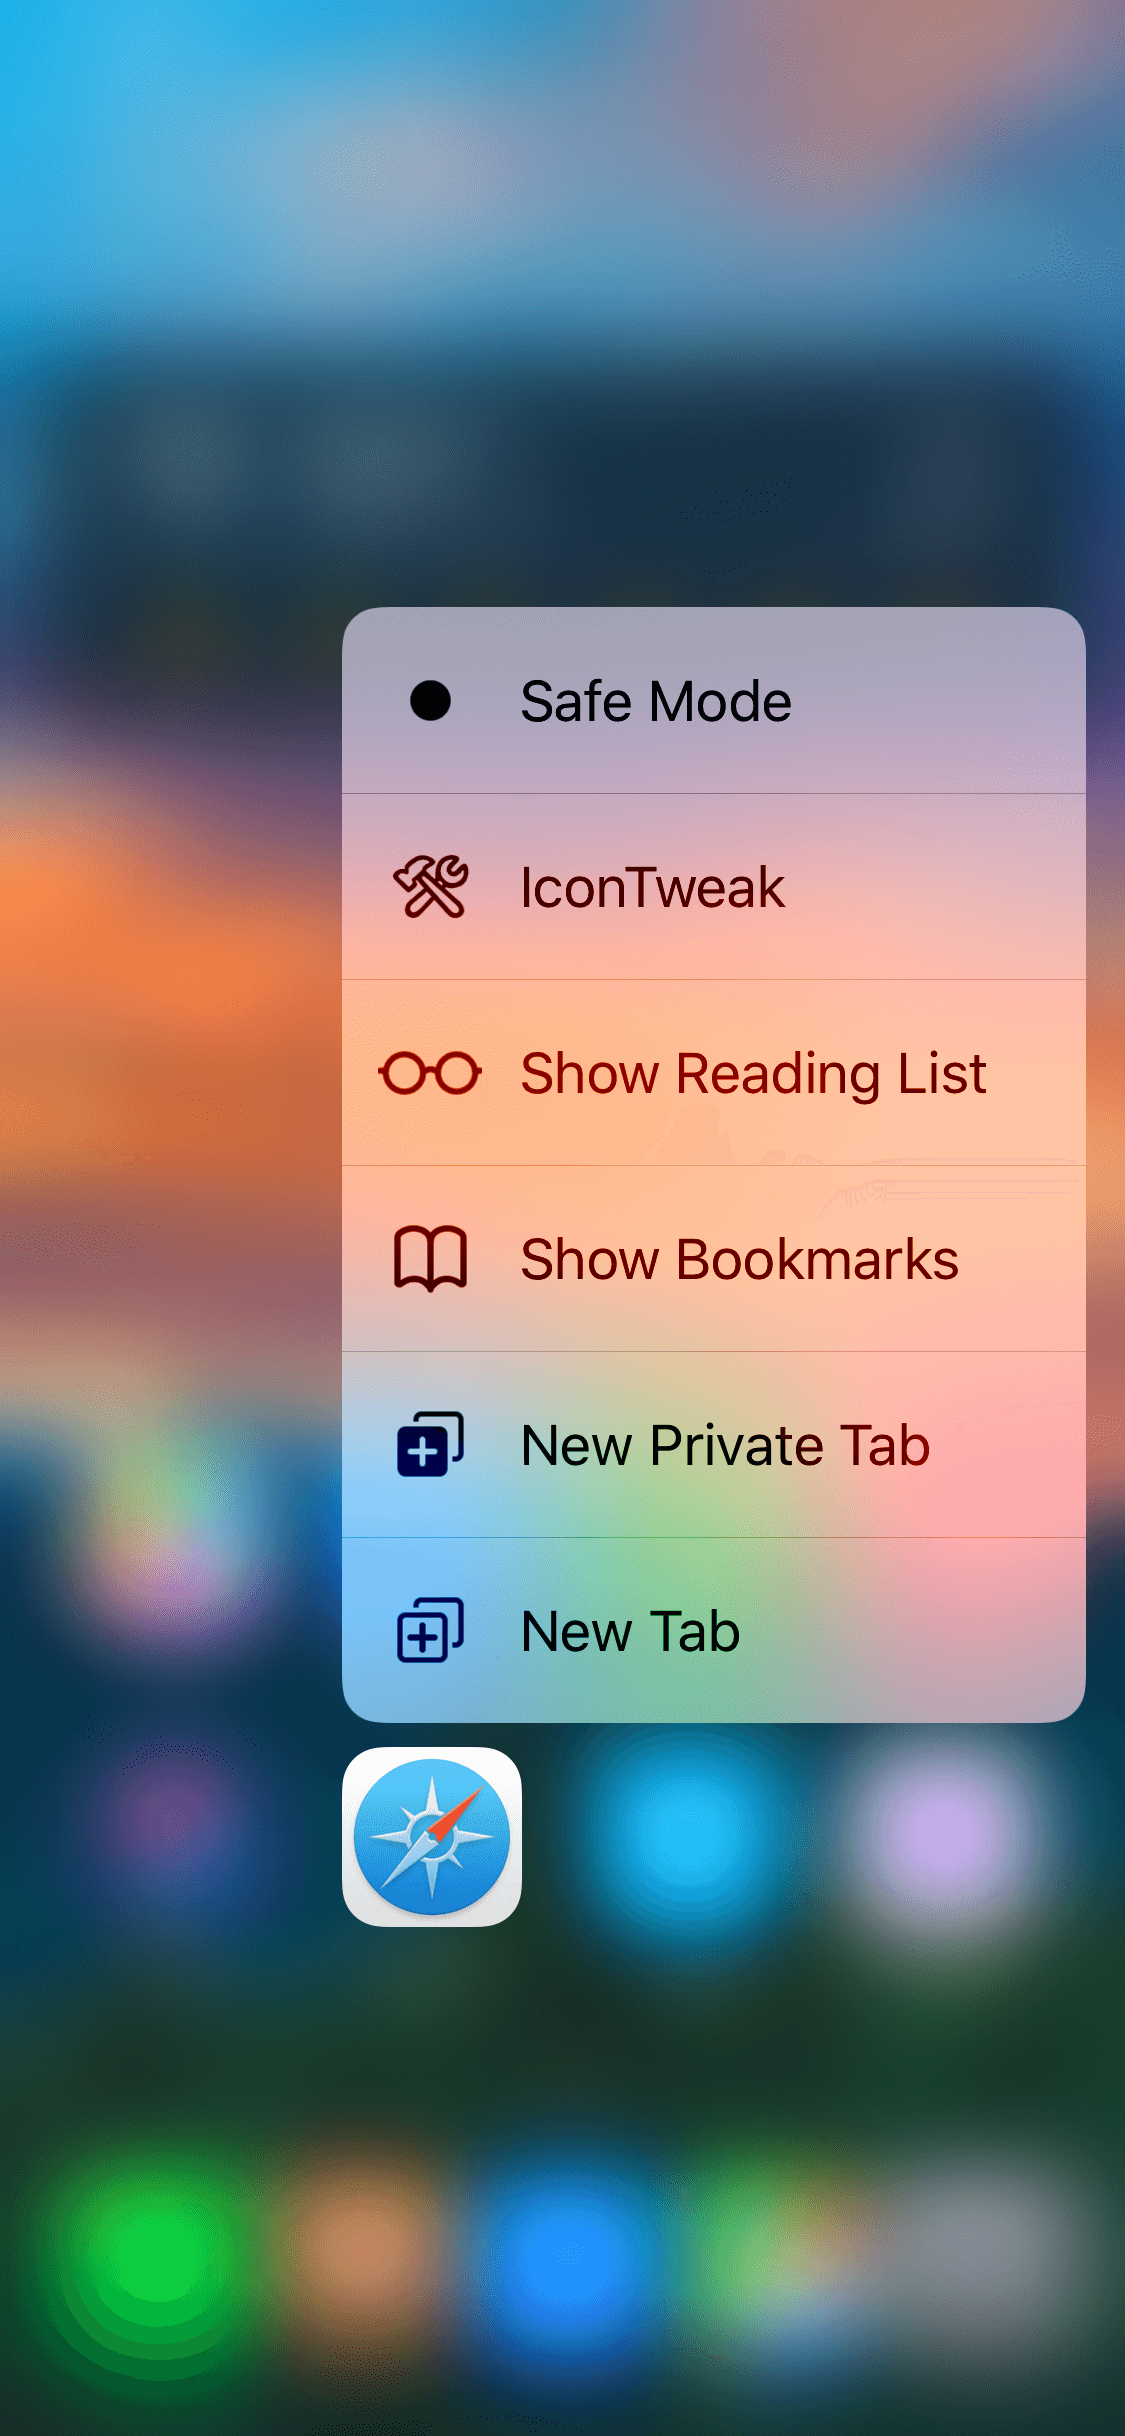 Safe Mode
IconTweak
Show Reading List
Show Bookmarks
New Private Tab
New Tab